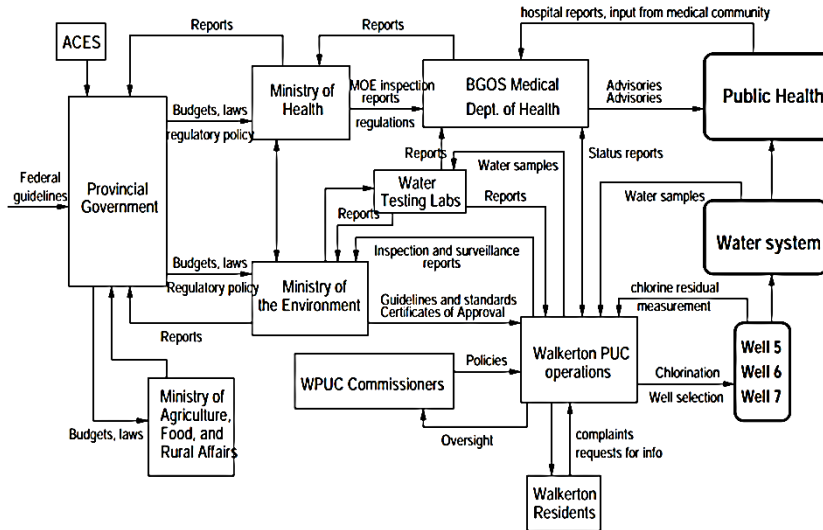 hospital reports, input from medical community
ACES
Reports
Reports
Ministry of
Health
MOE inspection
reports
regulations
BGOS Medical
Dept. of Health
Advisories
Advisories
Public Health
Budgets, laws
regulatory policy
Federal
guidelines
Provincial
Government
Reports
Water samples
Status reports
Water
Testing Labs
Reports
Reports
Water samples
Water system
Inspection and surveillance
reports
Budgets, laws
Regulatory policy
Ministry of
the Environment
Guidelines and standards
Certificates of Approval
chlorine residual
measurement
Reports
Well 5
Well 6
Well 7
WPUC Commissioners
Policies
Walkerton PUC
operations
Chlorination
Well selection
Ministry of
Agriculture,
Food, and
Rural Affairs
Budgets, laws
Oversight
complaints
requests for info
Walkerton
Residents